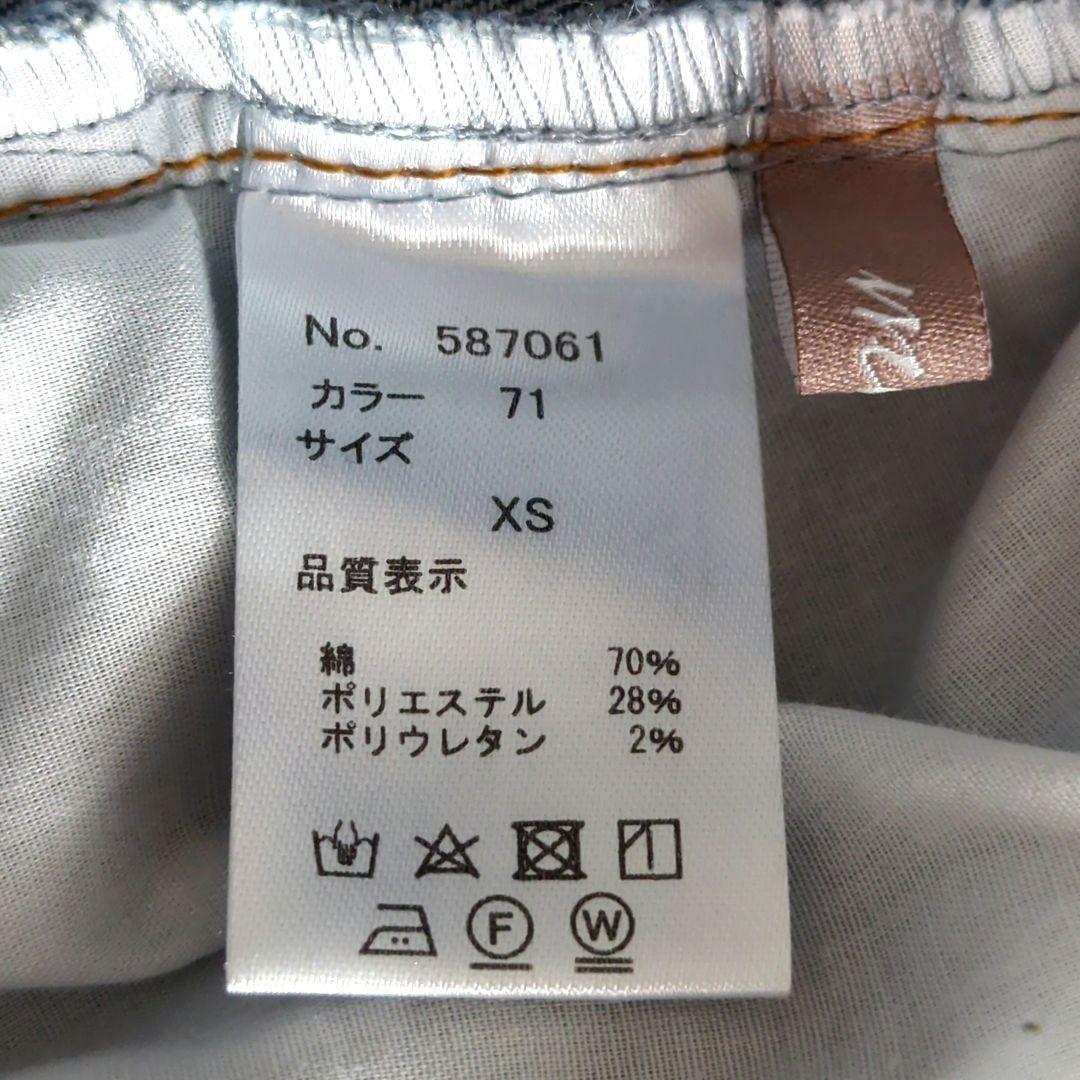 No. 587061
カラー 71
サイズ
XS
品質表示
綿 70%
ポリエステル 28%
ポリウレタン 2%
F W